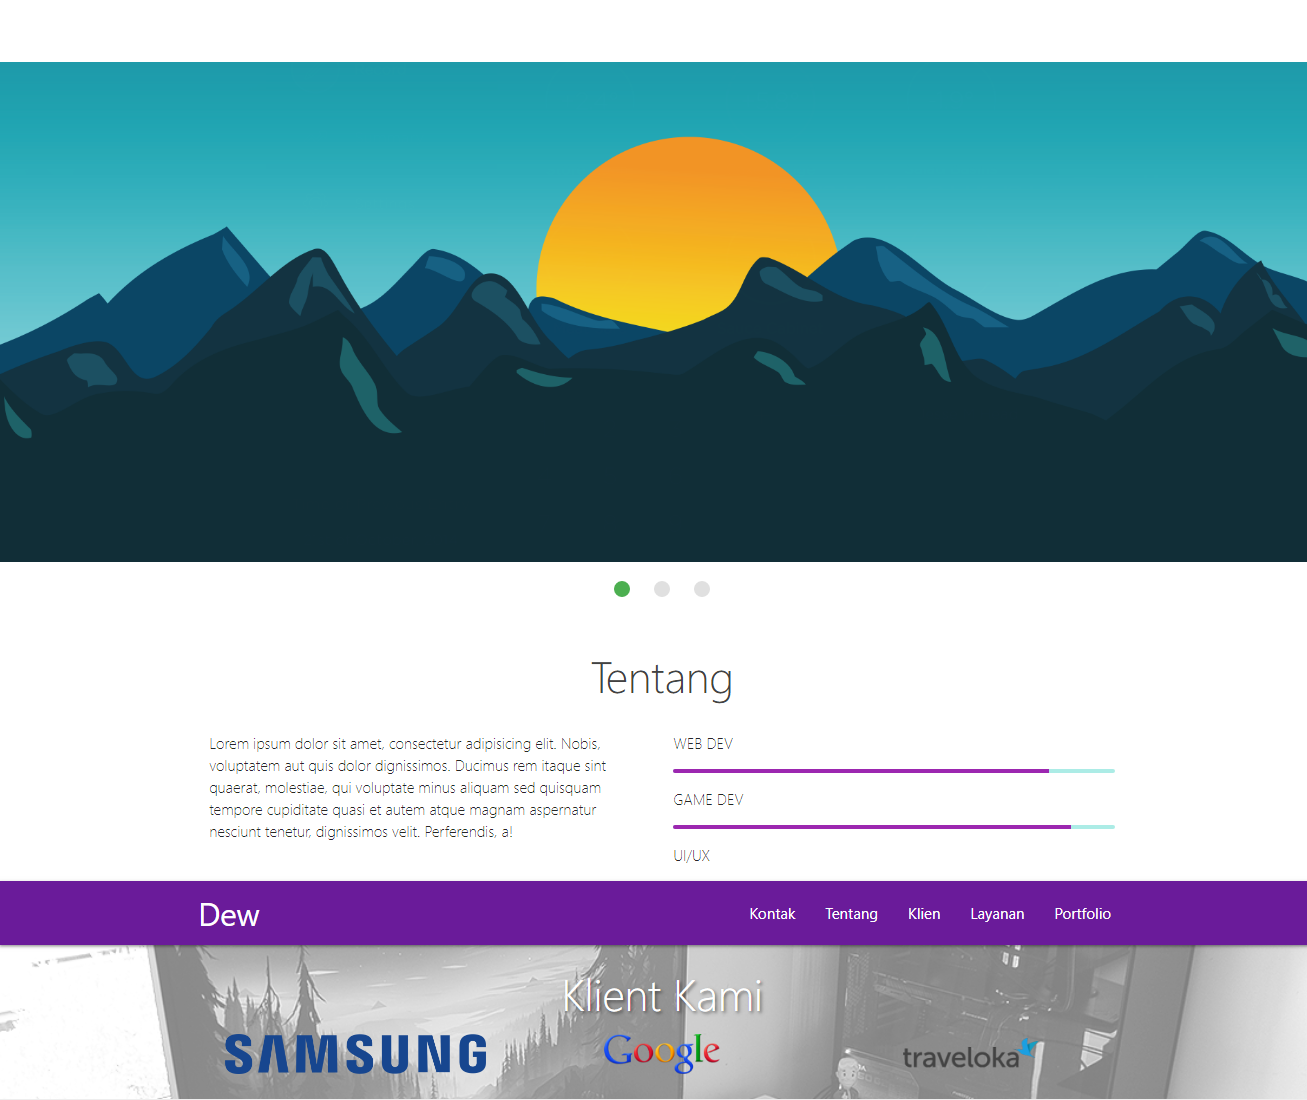 Tentang
Lorem ipsum dolor sit amet, consectetur adipisicing elit. Nobis,
voluptatem aut quis dolor dignissimos. Ducimus rem itaque sint
quaerat, molestiae, qui voluptate minus aliquam sed quisquam
tempore cupiditate quasi et autem atque magnam aspernatur
nesciunt tenetur, dignissimos velit. Perferendis, a!
WEB DEV
GAME DEV
UI/UX
Dew
Kontak Tentang Klien Layanan Portfolio
Klient Kami
SAMSUNG
Google
traveloka